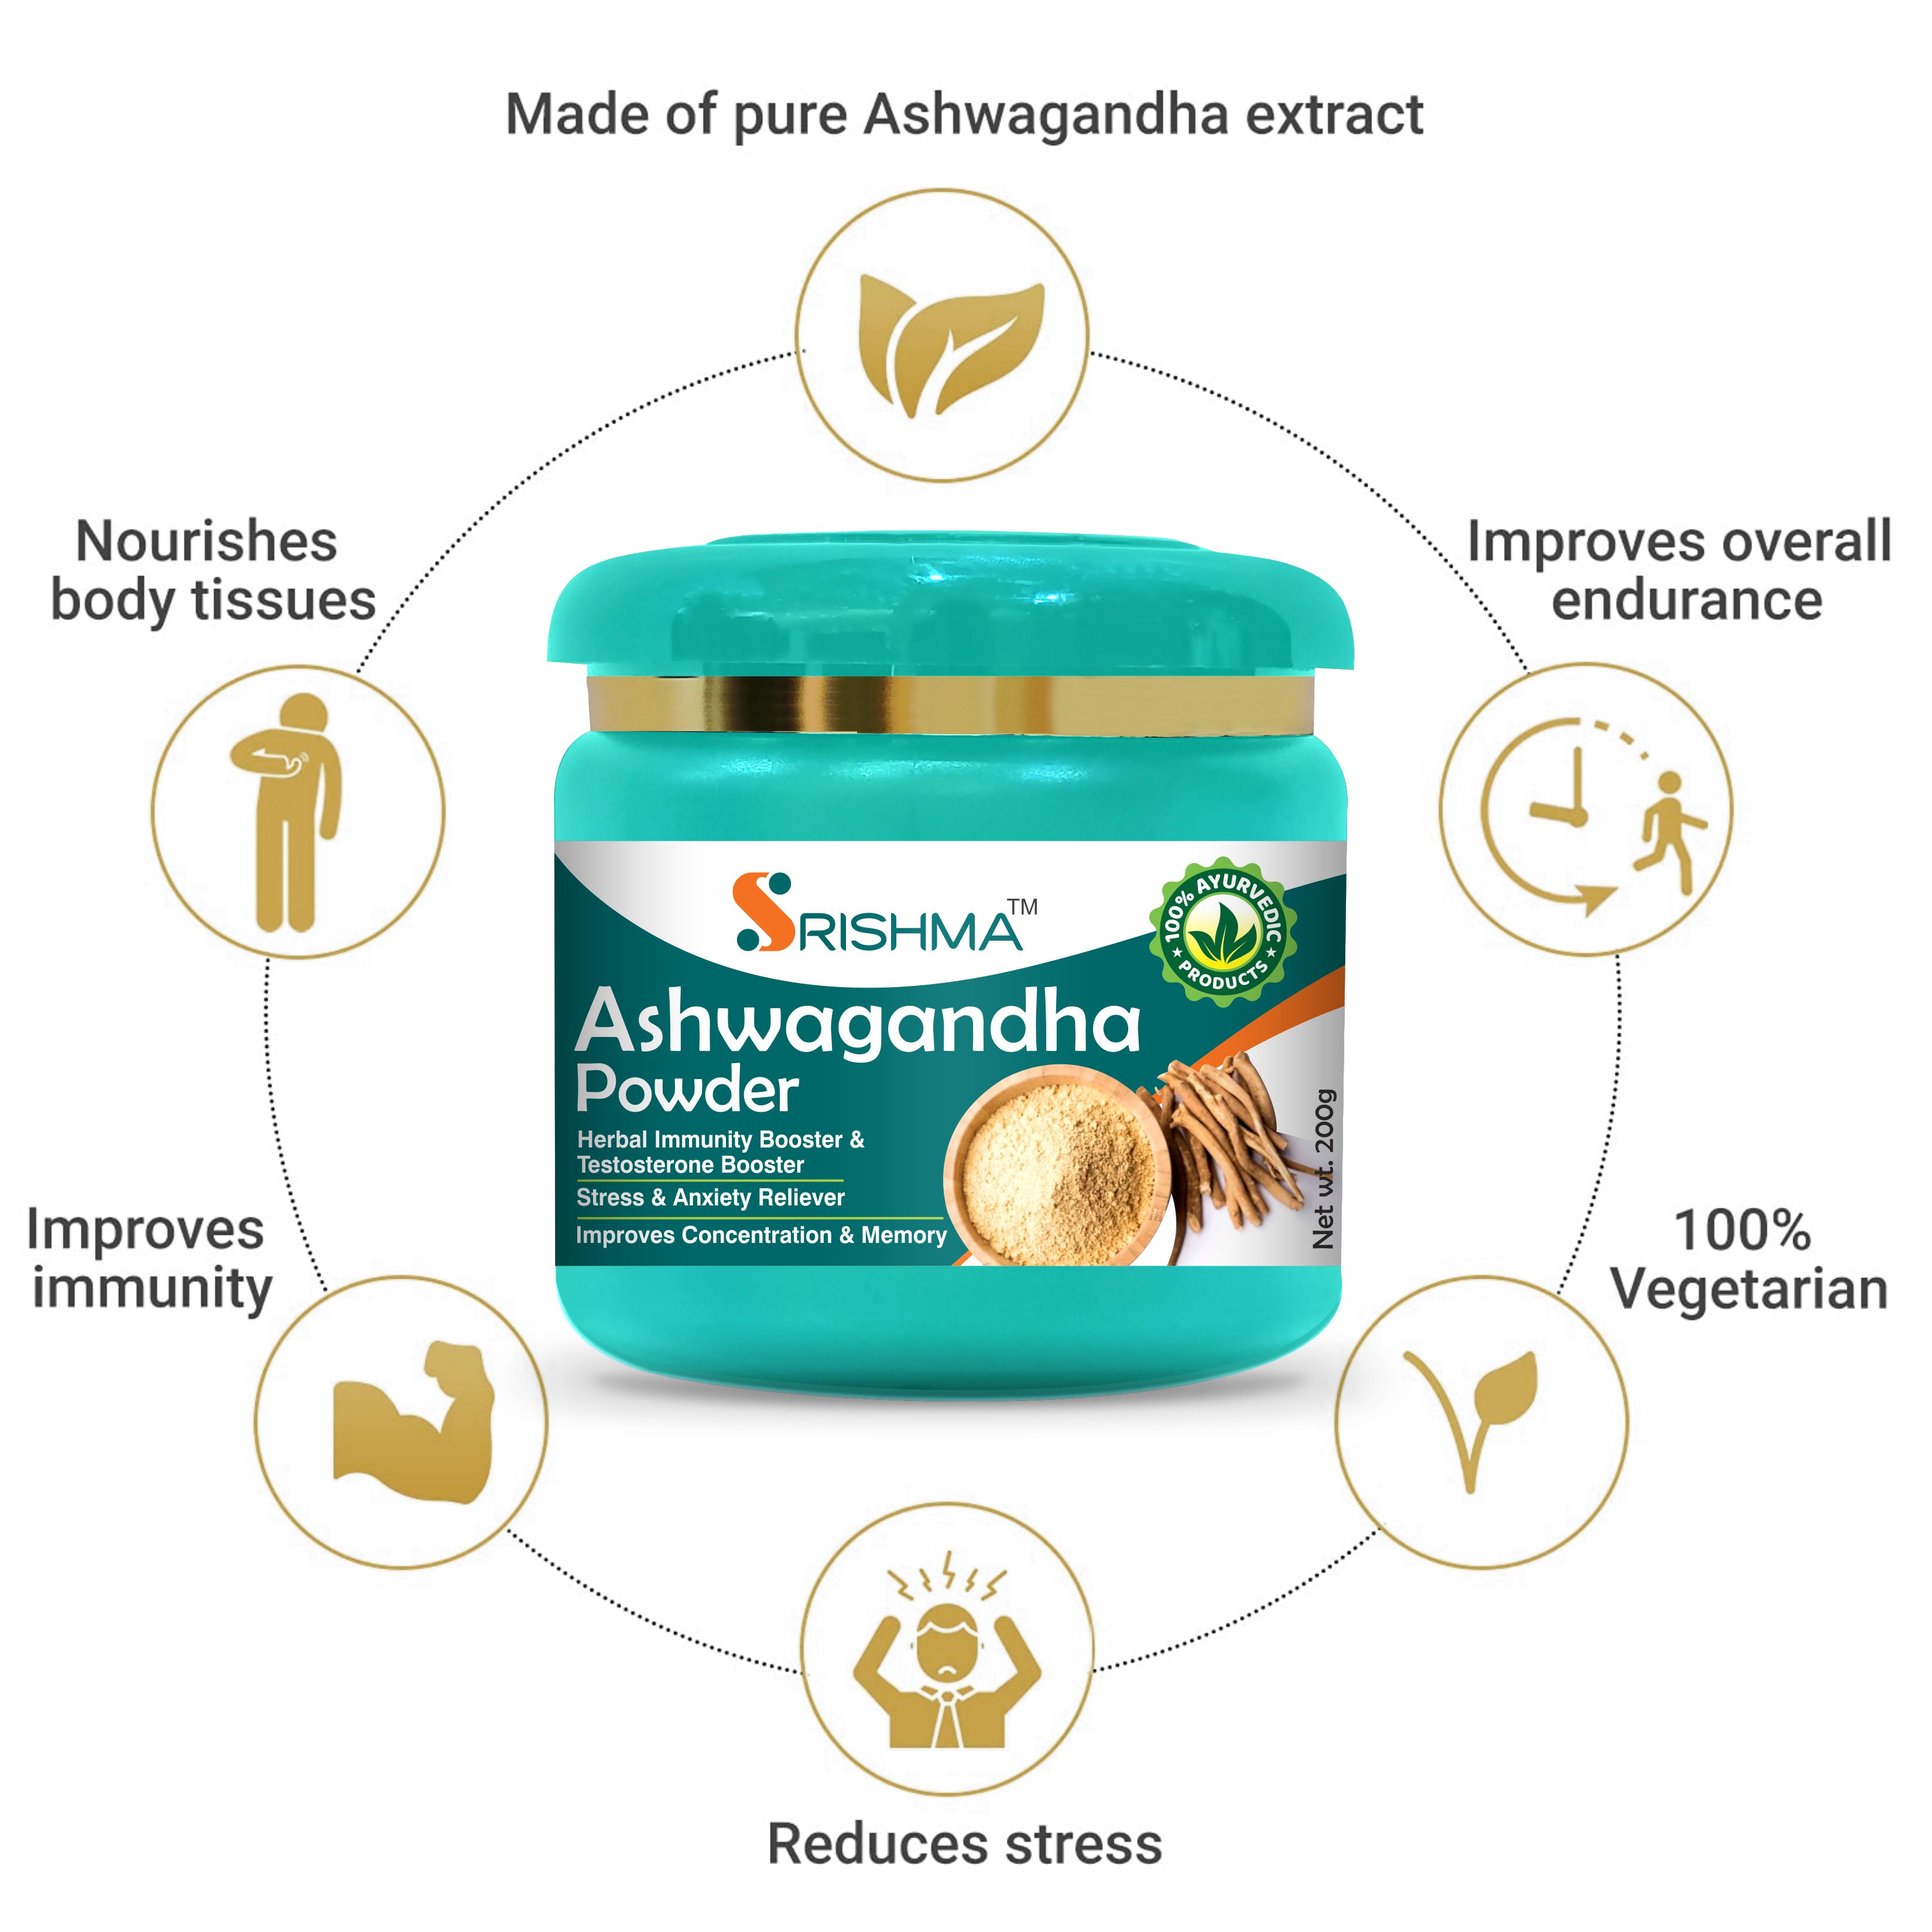 Made of pure Ashwagandha extract
Nourishes
body tissues
Improves overall
endurance
SRISHMA™
100% AYURVEDIC
★ PRODUCTS ★
Ashwagandha
Powder
Herbal Immunity Booster &
Testosterone Booster
Stress & Anxiety Reliever
Improves Concentration & Memory
Net wt. 200g
Improves
immunity
100%
Vegetarian
Reduces stress